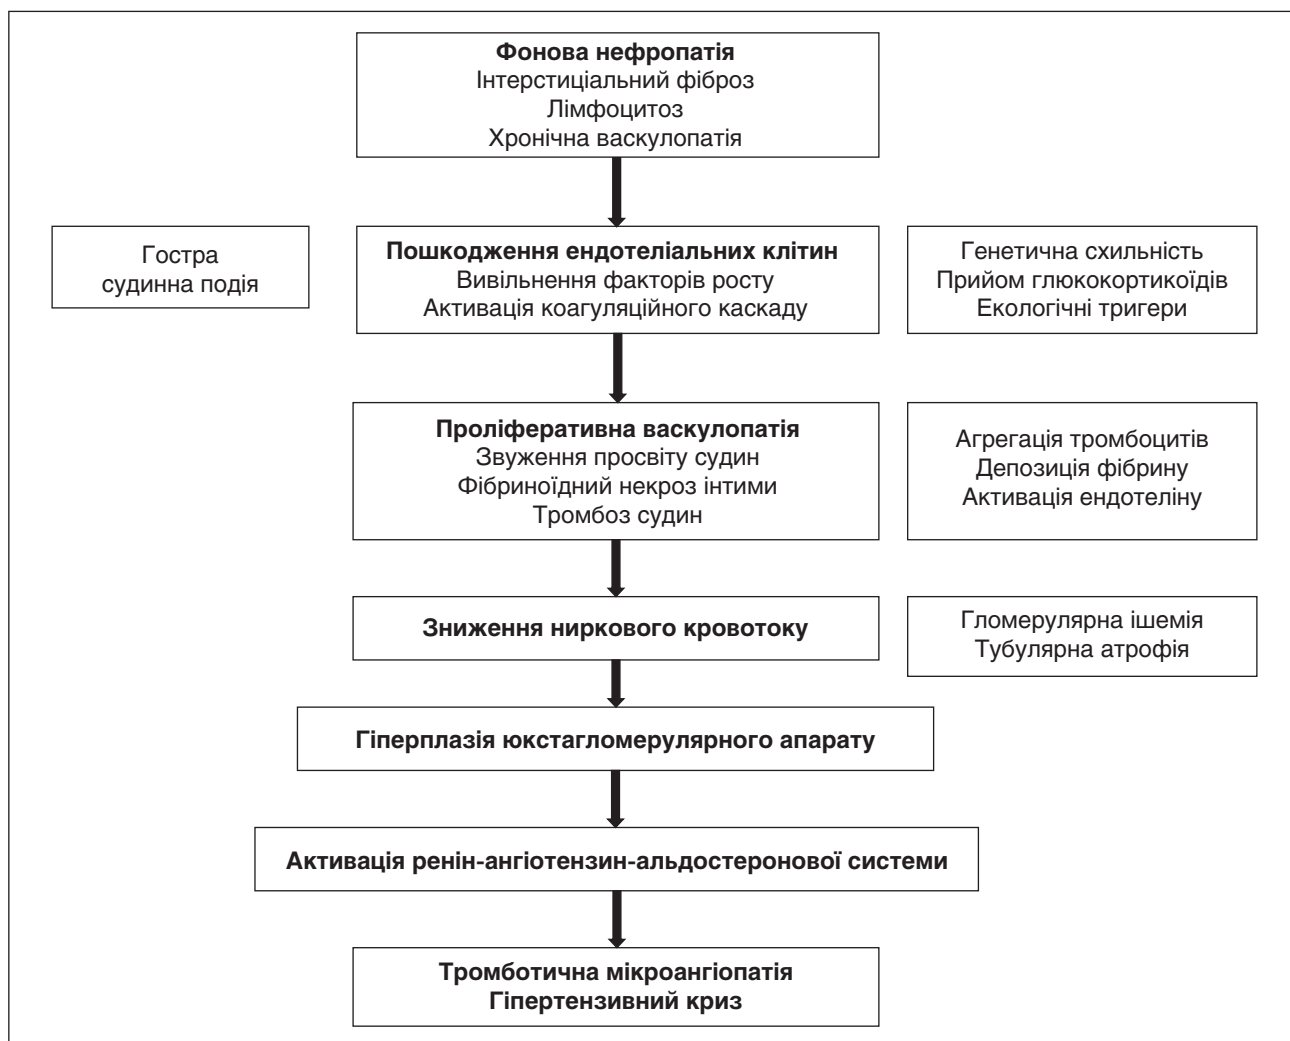 Фонова нефропатія
Інтерстиціальний фіброз
Лімфоцитоз
Хронічна васкулопатія
Гостра
судинна подія
Пошкодження ендотеліальних клітин
Вивільнення факторів росту
Активація коагуляційного каскаду
Генетична схильність
Прийом глюкокортикоїдів
Екологічні тригери
Проліферативна васкулопатія
Звуження просвіту судин
Фібриноїдний некроз інтими
Тромбоз судин
Агрегація тромбоцитів
Депозиція фібрину
Активація ендотеліну
Зниження ниркового кровотоку
Гломерулярна ішемія
Тубулярна атрофія
Гіперплазія юкстагломерулярного апарату
Активація ренін-ангіотензин-альдостеронової системи
Тромботична мікроангіопатія
Гіпертензивний криз